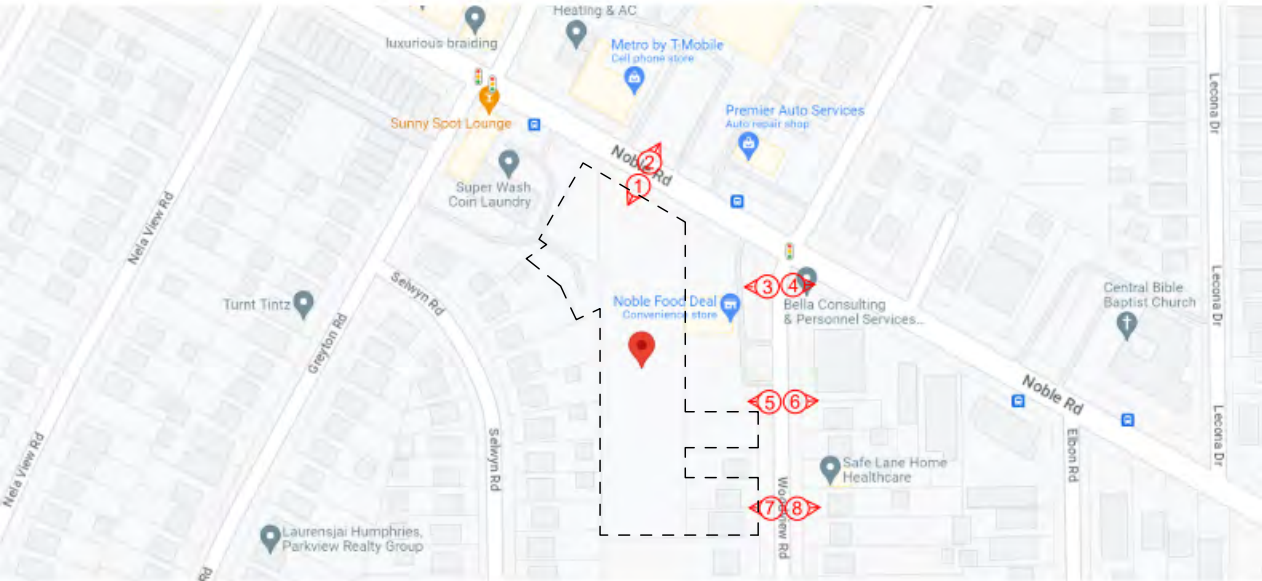 Heating & AC
luxurious braiding
Metro by T-Mobile
Cell phone store
Sunny Spot Lounge
Premier Auto Services
Auto repair shop
Lecona Dr
Noble Rd
2
1
Super Wash
Coin Laundry
Nela View Rd
Selwyn Rd
Turnt Tintz
Greyton Rd
Noble Food Deal
Convenience store
3
4
Bella Consulting
& Personnel Services...
Central Bible
Baptist Church
Lecona Dr
Noble Rd
5
6
Lecona Dr
Elbon Rd
Nela View Rd
Selwyn Rd
Safe Lane Home
Healthcare
7
8
Woodview Rd
Laurensjai Humphries,
Parkview Realty Group
Rd